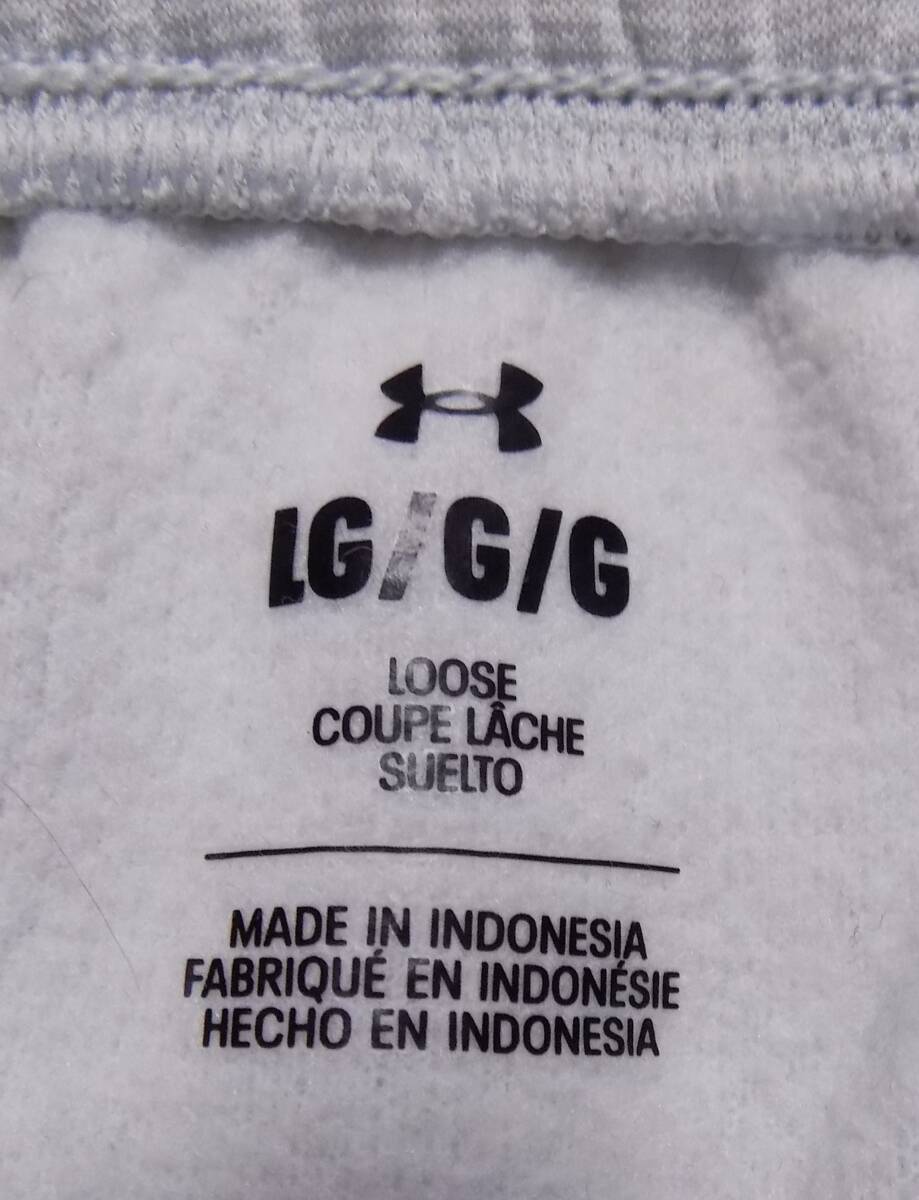 LG/G/G
LOOSE
COUPE LÂCHE
SUELTO
MADE IN INDONESIA
FABRIQUÉ EN INDONÉSIE
HECHO EN INDONESIA